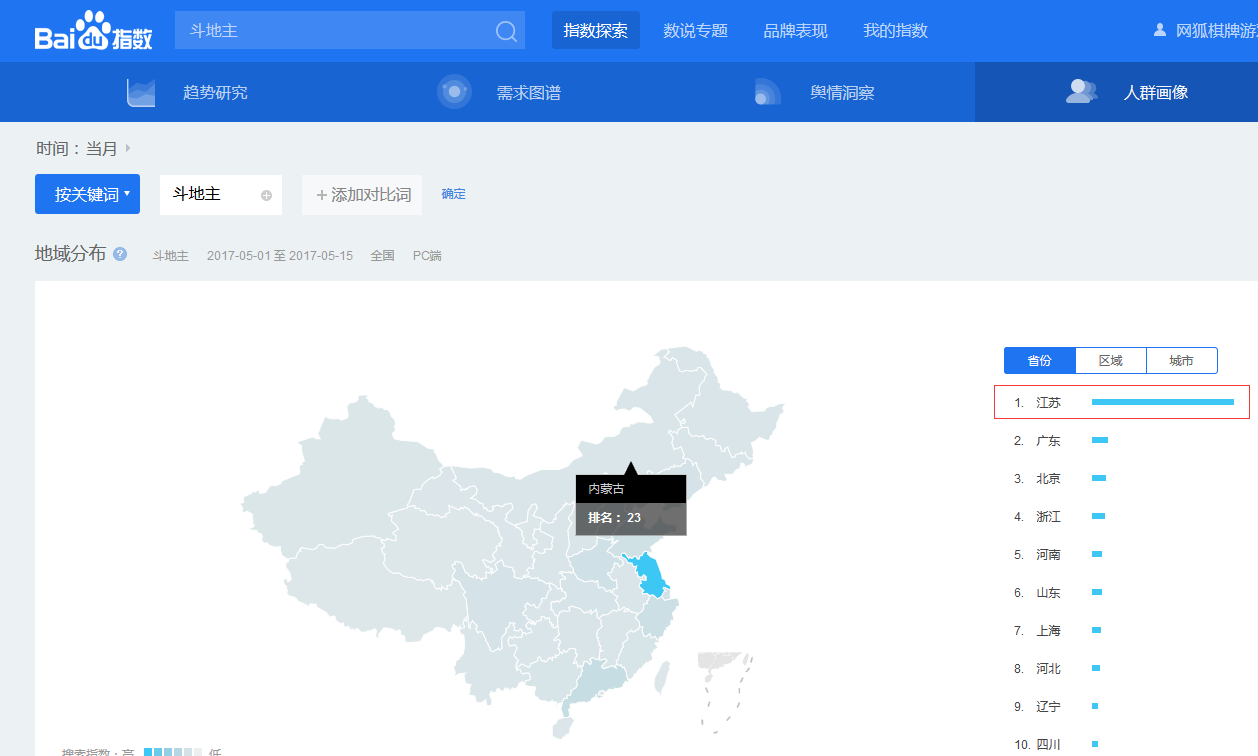 Baidu指数 斗地主 指数探索 数说专题 品牌表现 我的指数 网狐棋牌游
趋势研究 需求图谱 舆情洞察 人群画像
时间： 当月
按关键词 斗地主 + 添加对比词 确定
地域分布 ? 斗地主 2017-05-01 至 2017-05-15 全国 PC端
省份 区域 城市
1. 江苏
2. 广东
3. 北京
4. 浙江
5. 河南
6. 山东
7. 上海
8. 河北
9. 辽宁
10. 四川
内蒙古
排名： 23
搜索指数：高 低